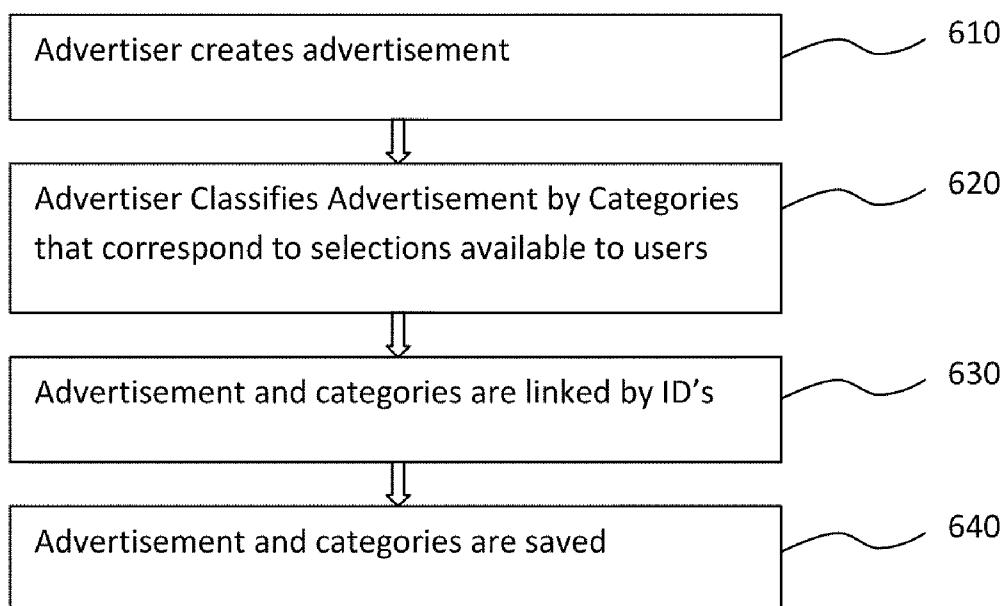 Advertiser creates advertisement
610
Advertiser Classifies Advertisement by Categories
that correspond to selections available to users
620
Advertisement and categories are linked by ID’s
630
Advertisement and categories are saved
640